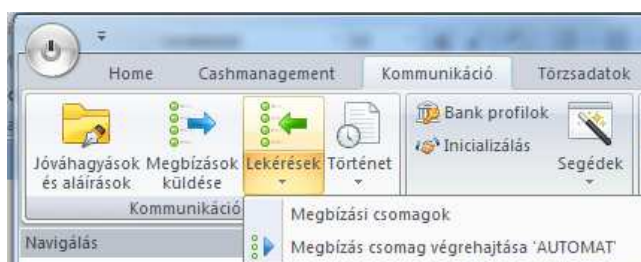 Home Cashmanagement Kommunikáció Törzsadatok
Jóváhagyások és aláírások
Megbízások küldése
Lekérések
Történet
Bank profilok
Inicializálás
Segédek
Kommunikáció
Navigálás
Megbízási csomagok
Megbízás csomag végrehajtása 'AUTOMAT'